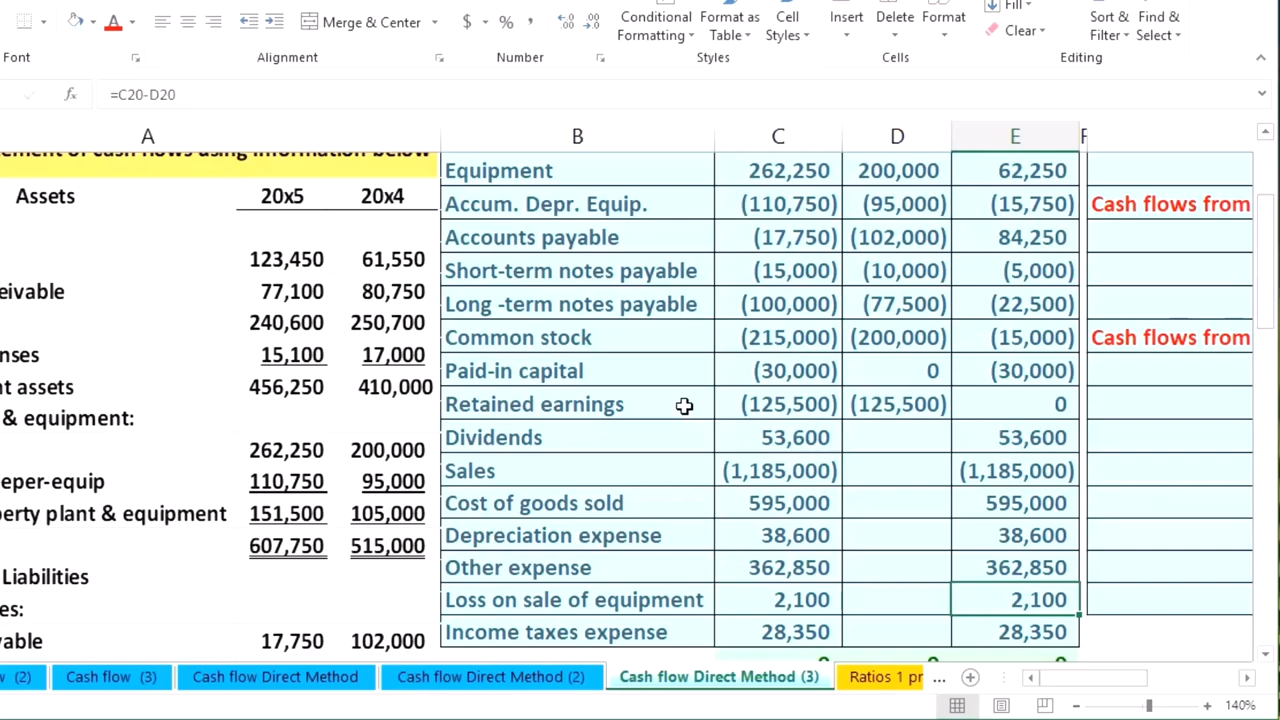 Merge & Center
$ % ,
Conditional
Formatting
Format as
Table
Cell
Styles
Insert
Delete
Format
Fill
Clear
Sort &
Filter
Find &
Select
Font
Alignment
Number
Styles
Cells
Editing
fx =C20-D20
A B C D E F
ement of cash flows using information below
Assets 20x5 20x4
123,450 61,550
eivable 77,100 80,750
240,600 250,700
nses 15,100 17,000
nt assets 456,250 410,000
& equipment:
262,250 200,000
eper-equip 110,750 95,000
perty plant & equipment 151,500 105,000
607,750 515,000
Liabilities
es:
yable 17,750 102,000
Equipment 262,250 200,000 62,250
Accum. Depr. Equip. (110,750) (95,000) (15,750) Cash flows from
Accounts payable (17,750) (102,000) 84,250
Short-term notes payable (15,000) (10,000) (5,000)
Long -term notes payable (100,000) (77,500) (22,500)
Common stock (215,000) (200,000) (15,000) Cash flows from
Paid-in capital (30,000) 0 (30,000)
Retained earnings (125,500) (125,500) 0
Dividends 53,600 53,600
Sales (1,185,000) (1,185,000)
Cost of goods sold 595,000 595,000
Depreciation expense 38,600 38,600
Other expense 362,850 362,850
Loss on sale of equipment 2,100 2,100
Income taxes expense 28,350 28,350
0 0 0
(2) Cash flow (3) Cash flow Direct Method Cash flow Direct Method (2) Cash flow Direct Method (3) Ratios 1 pr ...
140%